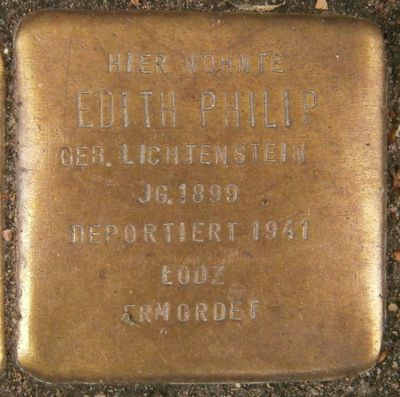 HIER WOHNTE
EDITH PHILIP
GEB. LICHTENSTEIN
JG. 1899
DEPORTIERT 1941
ŁODZ
ERMORDET